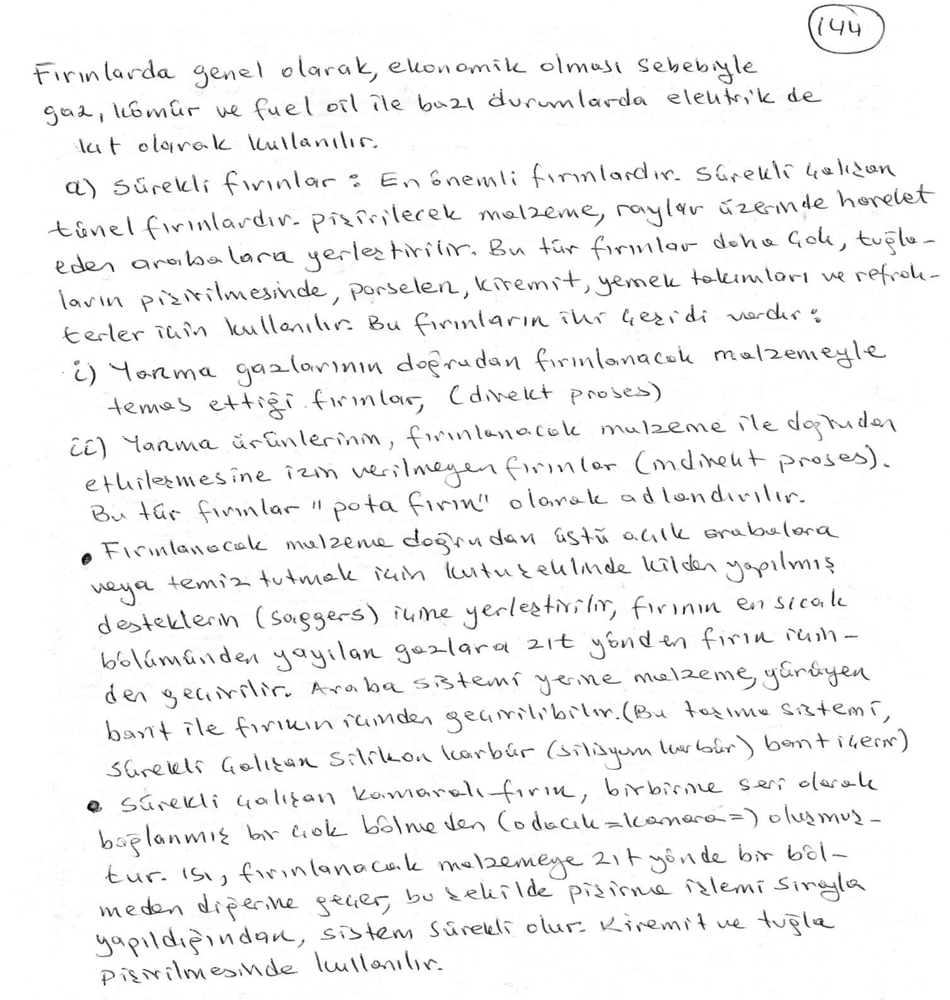 144
Fırınlarda genel olarak, ekonomik olması sebebiyle
gaz, kömür ve fuel oil ile bazı durumlarda elektrik de
kıt olarak kullanılır.
a) Sürekli fırınlar : En önemli fırınlardır. Sürekli çalışan
tünel fırınlardır. Pişirilecek malzeme, raylar üzerinde hareket
eden arabalara yerleştirilir. Bu tür fırınlar daha çok, tuğla-
ların pişirilmesinde, porselen, kiremit, yemek takımları ve refrak-
terler için kullanılır. Bu fırınların iki çeşidi vardır :
i) Yanma gazlarının doğrudan fırınlanacak malzemeyle
temas ettiği fırınlar, (direkt proses)
ii) Yanma ürünlerinin, fırınlanacak malzeme ile doğrudan
etkileşmesine izin verilmeyen fırınlar (indirekt proses).
Bu tür fırınlar "pota fırın" olarak adlandırılır.
• Fırınlanacak malzeme doğrudan üstü açık arabalara
veya temiz tutmak için kutu şeklinde kilden yapılmış
desteklerin (saggers) içine yerleştirilir, fırının en sıcak
bölümünden yayılan gazlara zıt yönden fırın için-
den geçirilir. Araba sistemi yerine malzeme, yürüyen
bant ile fırının içinden geçirilibilir. (Bu taşıma sistemi,
sürekli çalışan silikon karbür (silisyum karbür) bant içerir)
• Sürekli çalışan kamaralı fırın, birbirine seri olarak
bağlanmış bir çok bölmeden (odacık=kamara=) oluşmuş-
tur. Isı, fırınlanacak malzemeye zıt yönde bir böl-
meden diğerine geçer, bu şekilde pişirme işlemi sırayla
yapıldığından, sistem sürekli olur. Kiremit ve tuğla
pişirilmesinde kullanılır.